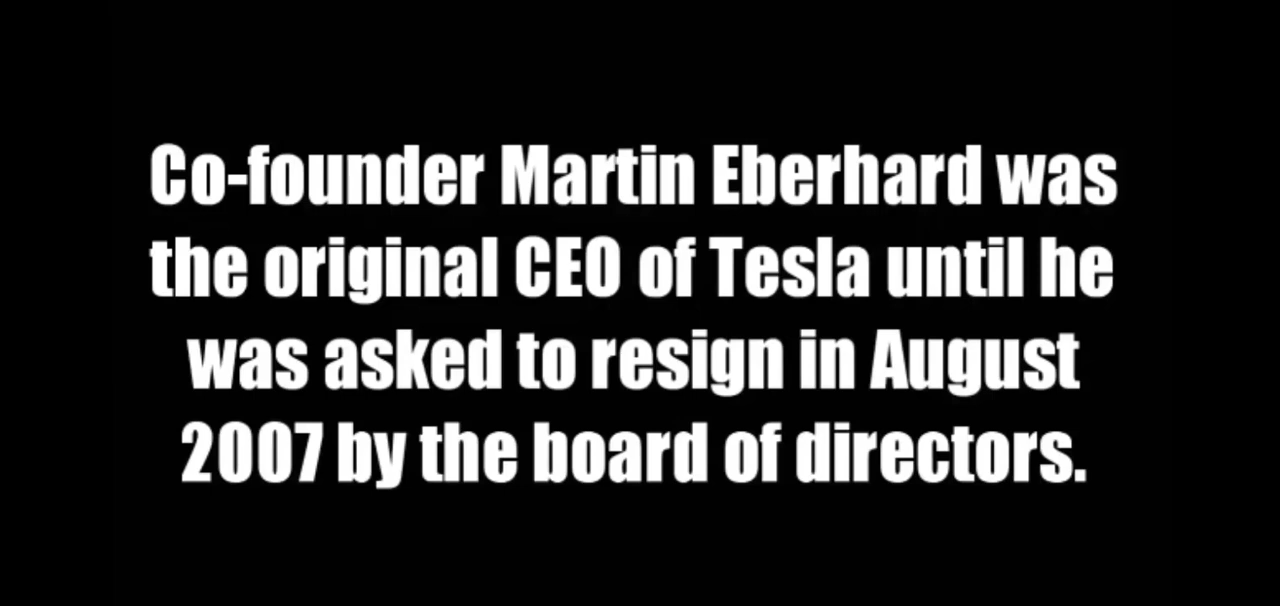 Co-founder Martin Eberhard was
the original CEO of Tesla until he
was asked to resign in August
2007 by the board of directors.